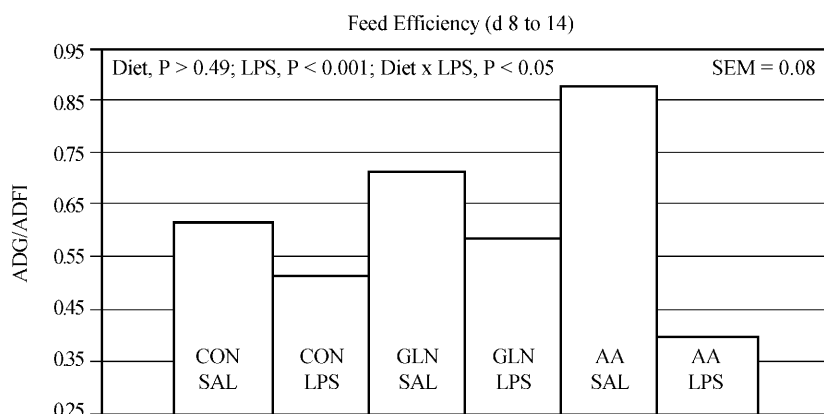 Feed Efficiency (d 8 to 14)
Diet, P > 0.49; LPS, P < 0.001; Diet x LPS, P < 0.05 SEM = 0.08
ADG/ADFI
0.95
0.85
0.75
0.65
0.55
0.45
0.35
0.25
CON
SAL
CON
LPS
GLN
SAL
GLN
LPS
AA
SAL
AA
LPS